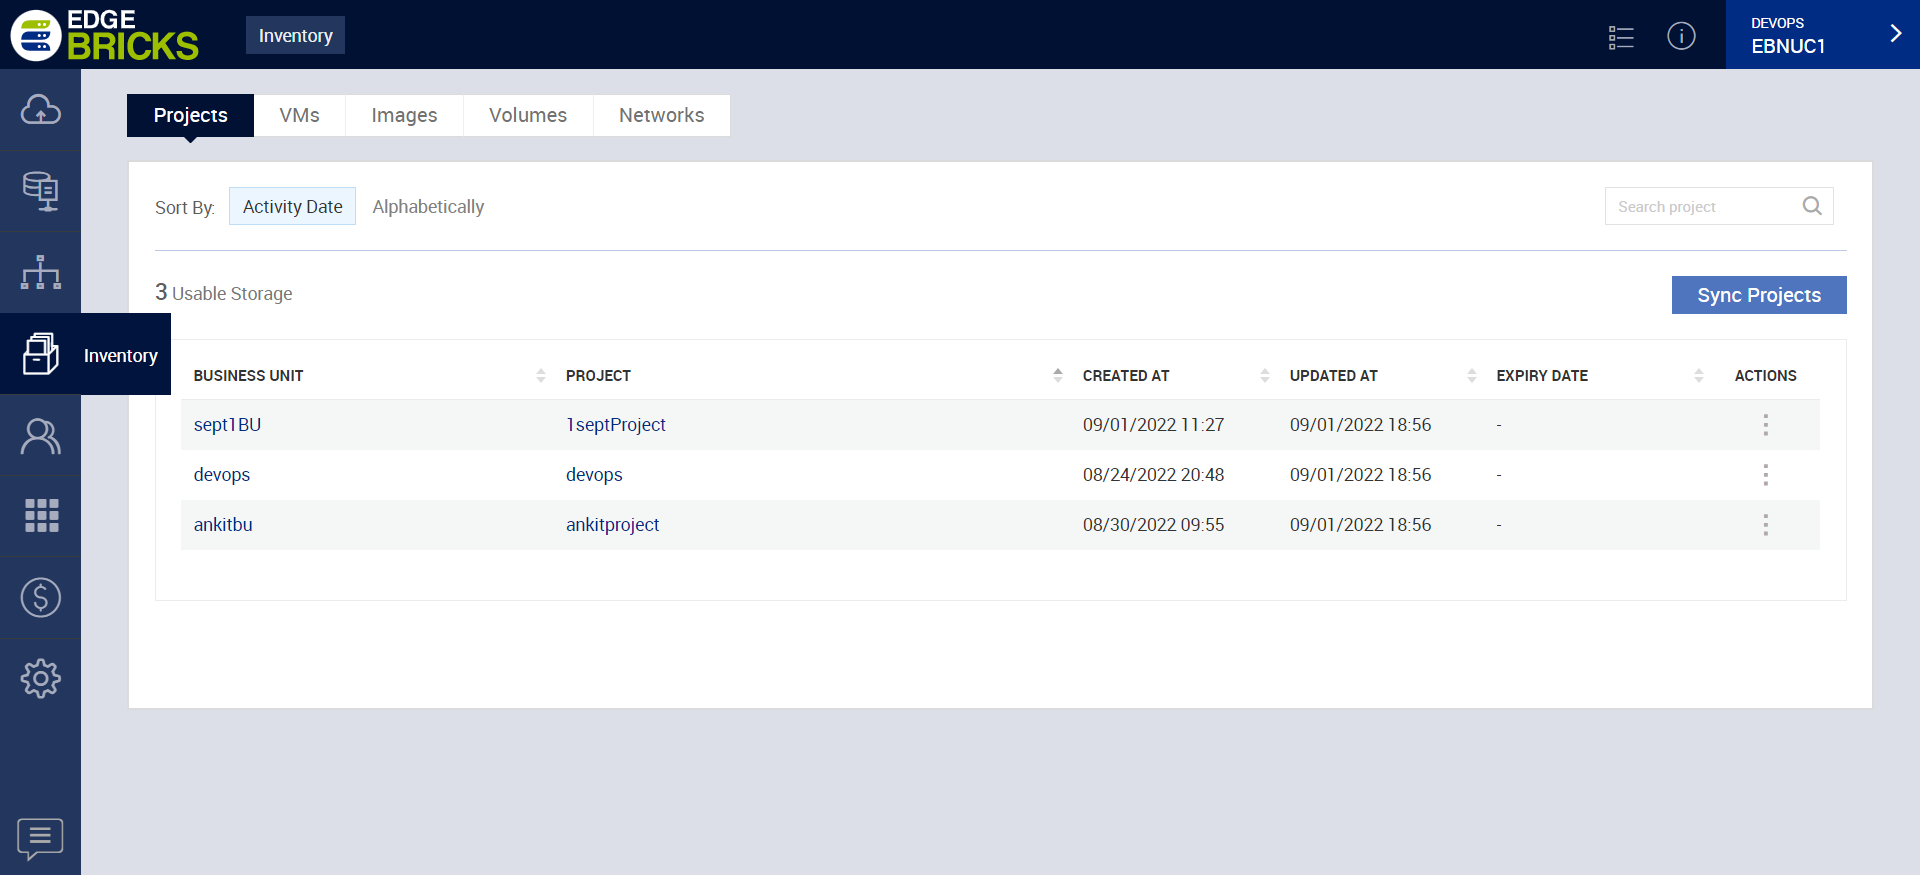 EDGE
BRICKS
Inventory
DEVOPS
EBNUC1
Projects VMs Images Volumes Networks
Sort By: Activity Date Alphabetically
Search project
3 Usable Storage
Sync Projects
Inventory
BUSINESS UNIT PROJECT CREATED AT UPDATED AT EXPIRY DATE ACTIONS
sept1BU 1septProject 09/01/2022 11:27 09/01/2022 18:56 -
devops devops 08/24/2022 20:48 09/01/2022 18:56 -
ankitbu ankitproject 08/30/2022 09:55 09/01/2022 18:56 -